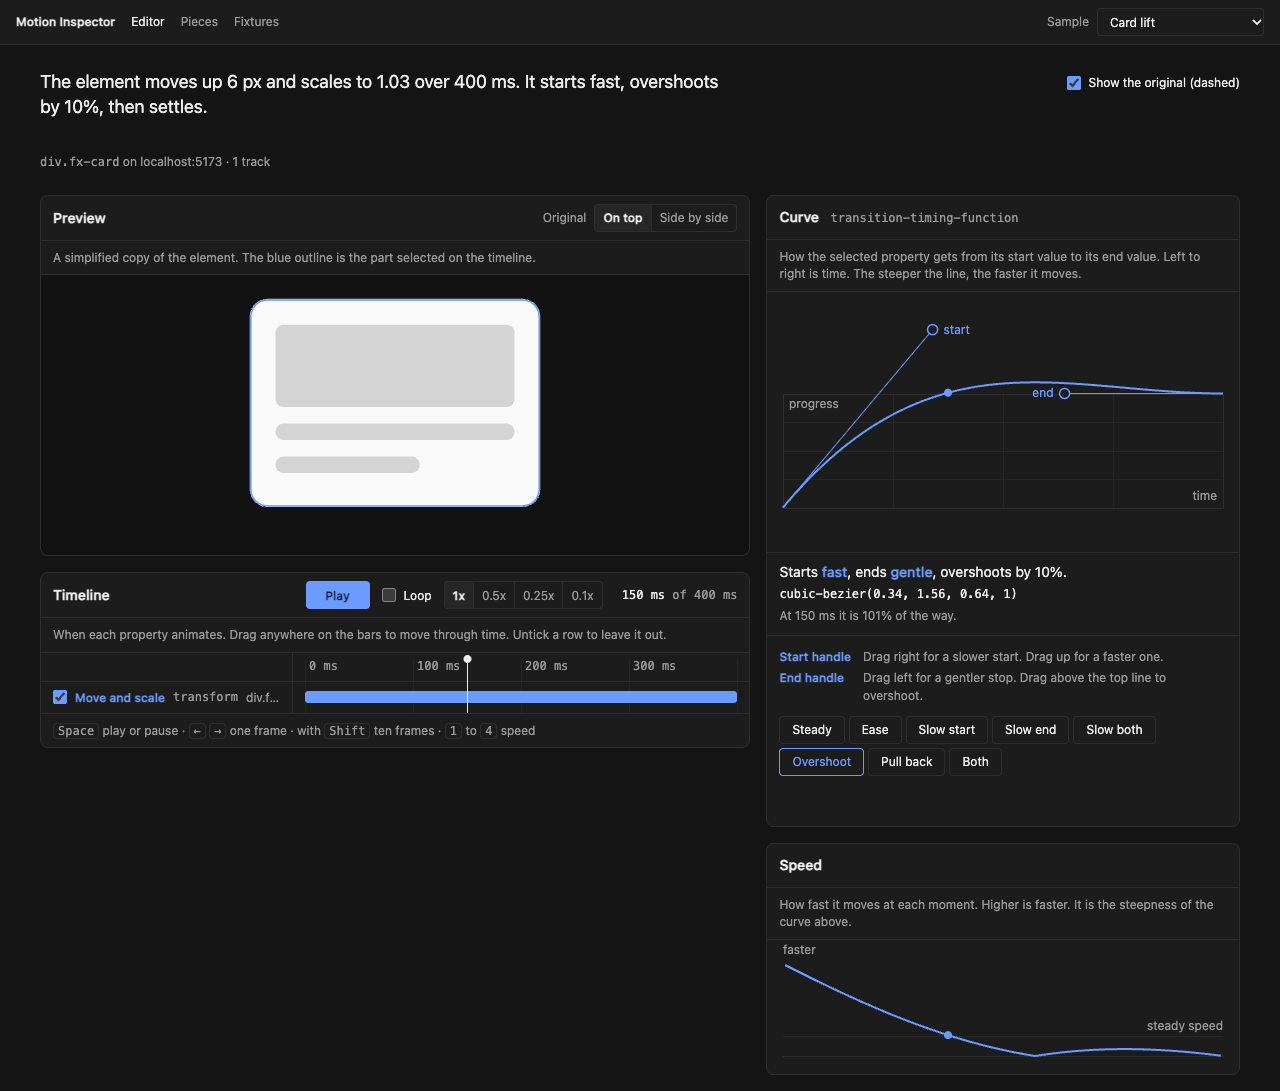 Motion Inspector Editor Pieces Fixtures Sample Card lift
The element moves up 6 px and scales to 1.03 over 400 ms. It starts fast, overshoots
by 10%, then settles.
Show the original (dashed)
div.fx-card on localhost:5173 · 1 track
Preview Original On top Side by side
A simplified copy of the element. The blue outline is the part selected on the timeline.
Timeline Play Loop 1x 0.5x 0.25x 0.1x 150 ms of 400 ms
When each property animates. Drag anywhere on the bars to move through time. Untick a row to leave it out.
0 ms 100 ms 200 ms 300 ms
Move and scale transform div.f...
Space play or pause · ← → one frame · with Shift ten frames · 1 to 4 speed
Curve transition-timing-function
How the selected property gets from its start value to its end value. Left to
right is time. The steeper the line, the faster it moves.
start
end
progress
time
Starts fast, ends gentle, overshoots by 10%.
cubic-bezier(0.34, 1.56, 0.64, 1)
At 150 ms it is 101% of the way.
Start handle Drag right for a slower start. Drag up for a faster one.
End handle Drag left for a gentler stop. Drag above the top line to
overshoot.
Steady Ease Slow start Slow end Slow both
Overshoot Pull back Both
Speed
How fast it moves at each moment. Higher is faster. It is the steepness of the
curve above.
faster
steady speed